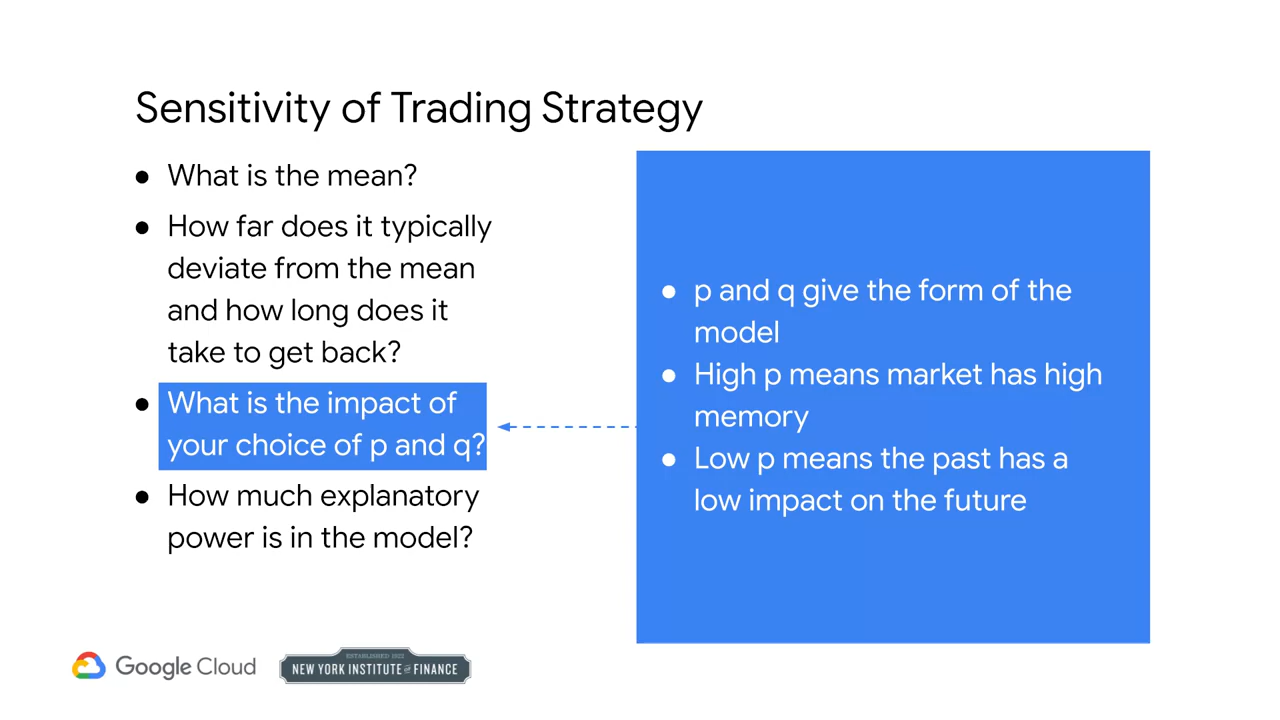 Sensitivity of Trading Strategy
● What is the mean?
● How far does it typically
deviate from the mean
and how long does it
take to get back?
● What is the impact of
your choice of p and q?
● How much explanatory
power is in the model?
● p and q give the form of the
model
● High p means market has high
memory
● Low p means the past has a
low impact on the future
Google Cloud
ESTABLISHED 1922
NEW YORK INSTITUTE OF FINANCE